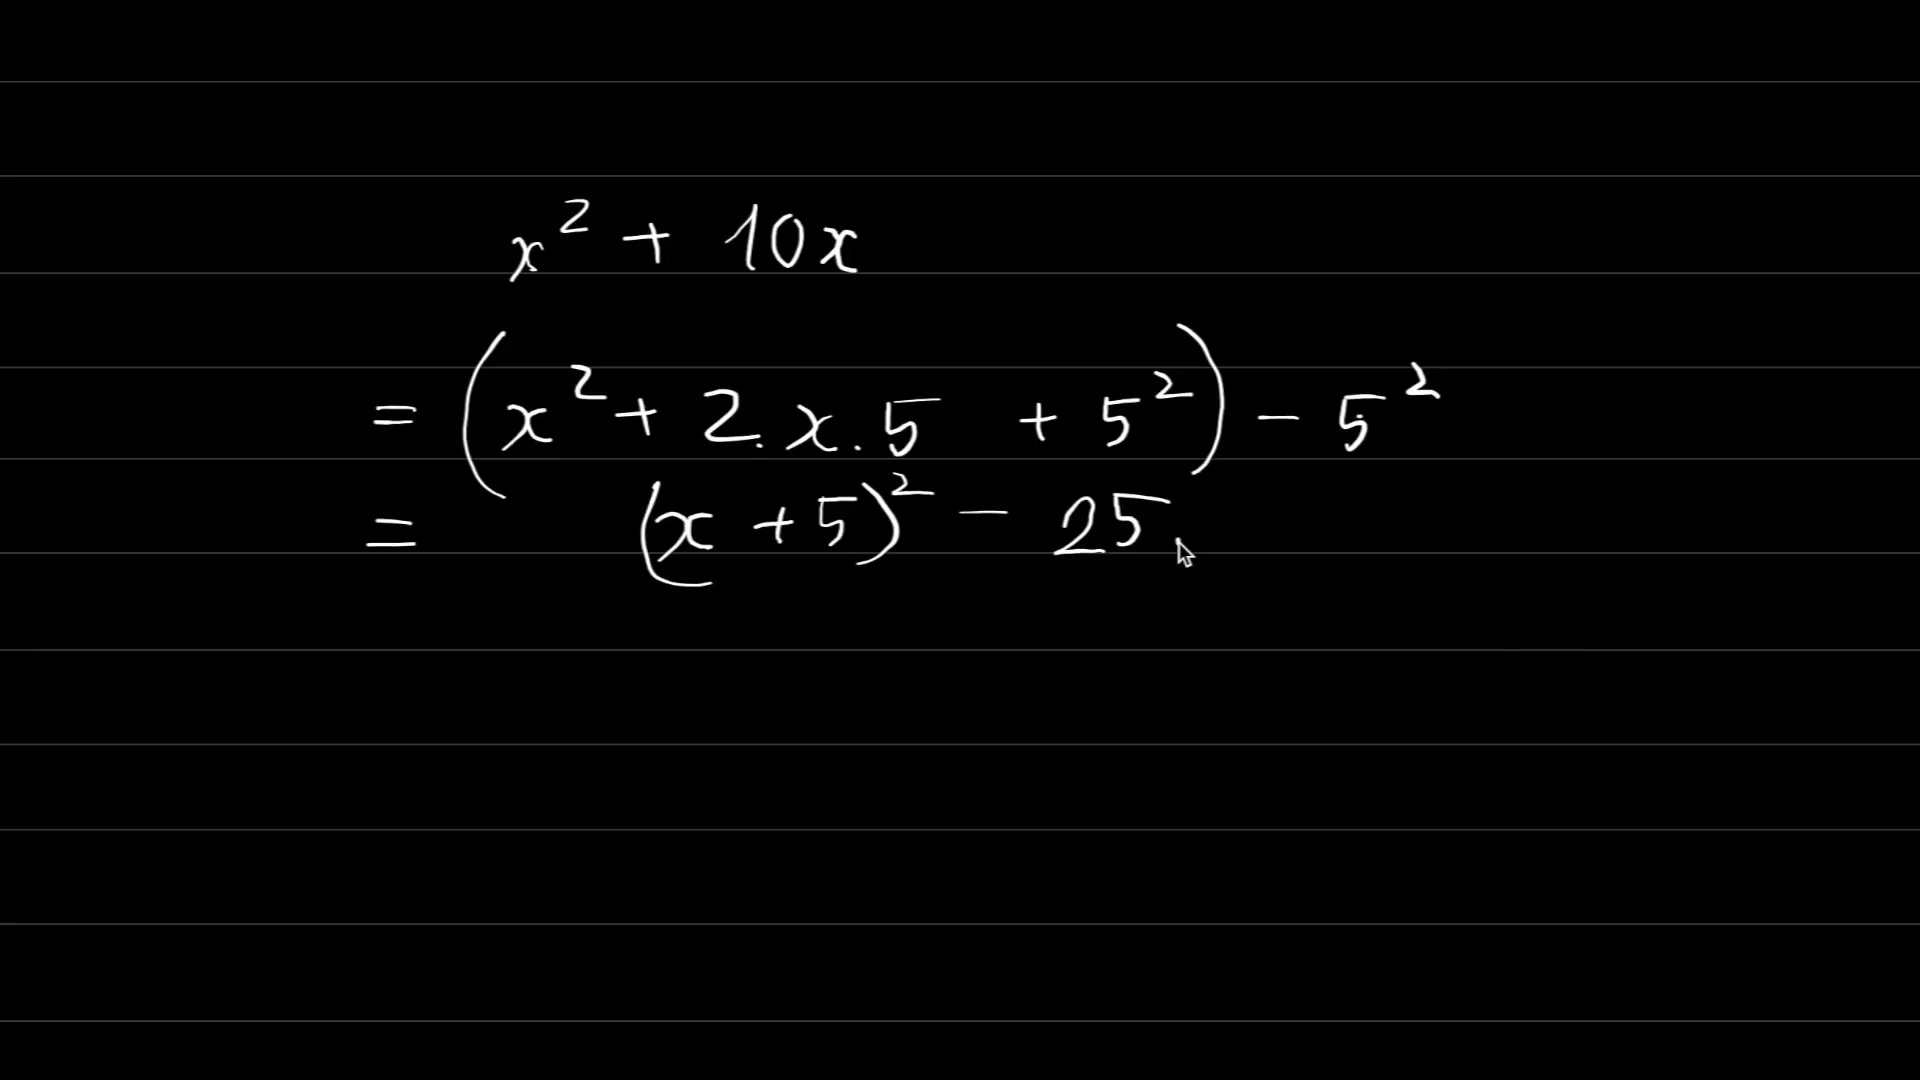 x² + 10x
= (x² + 2.x.5 + 5²) - 5²
= (x + 5)² - 25.